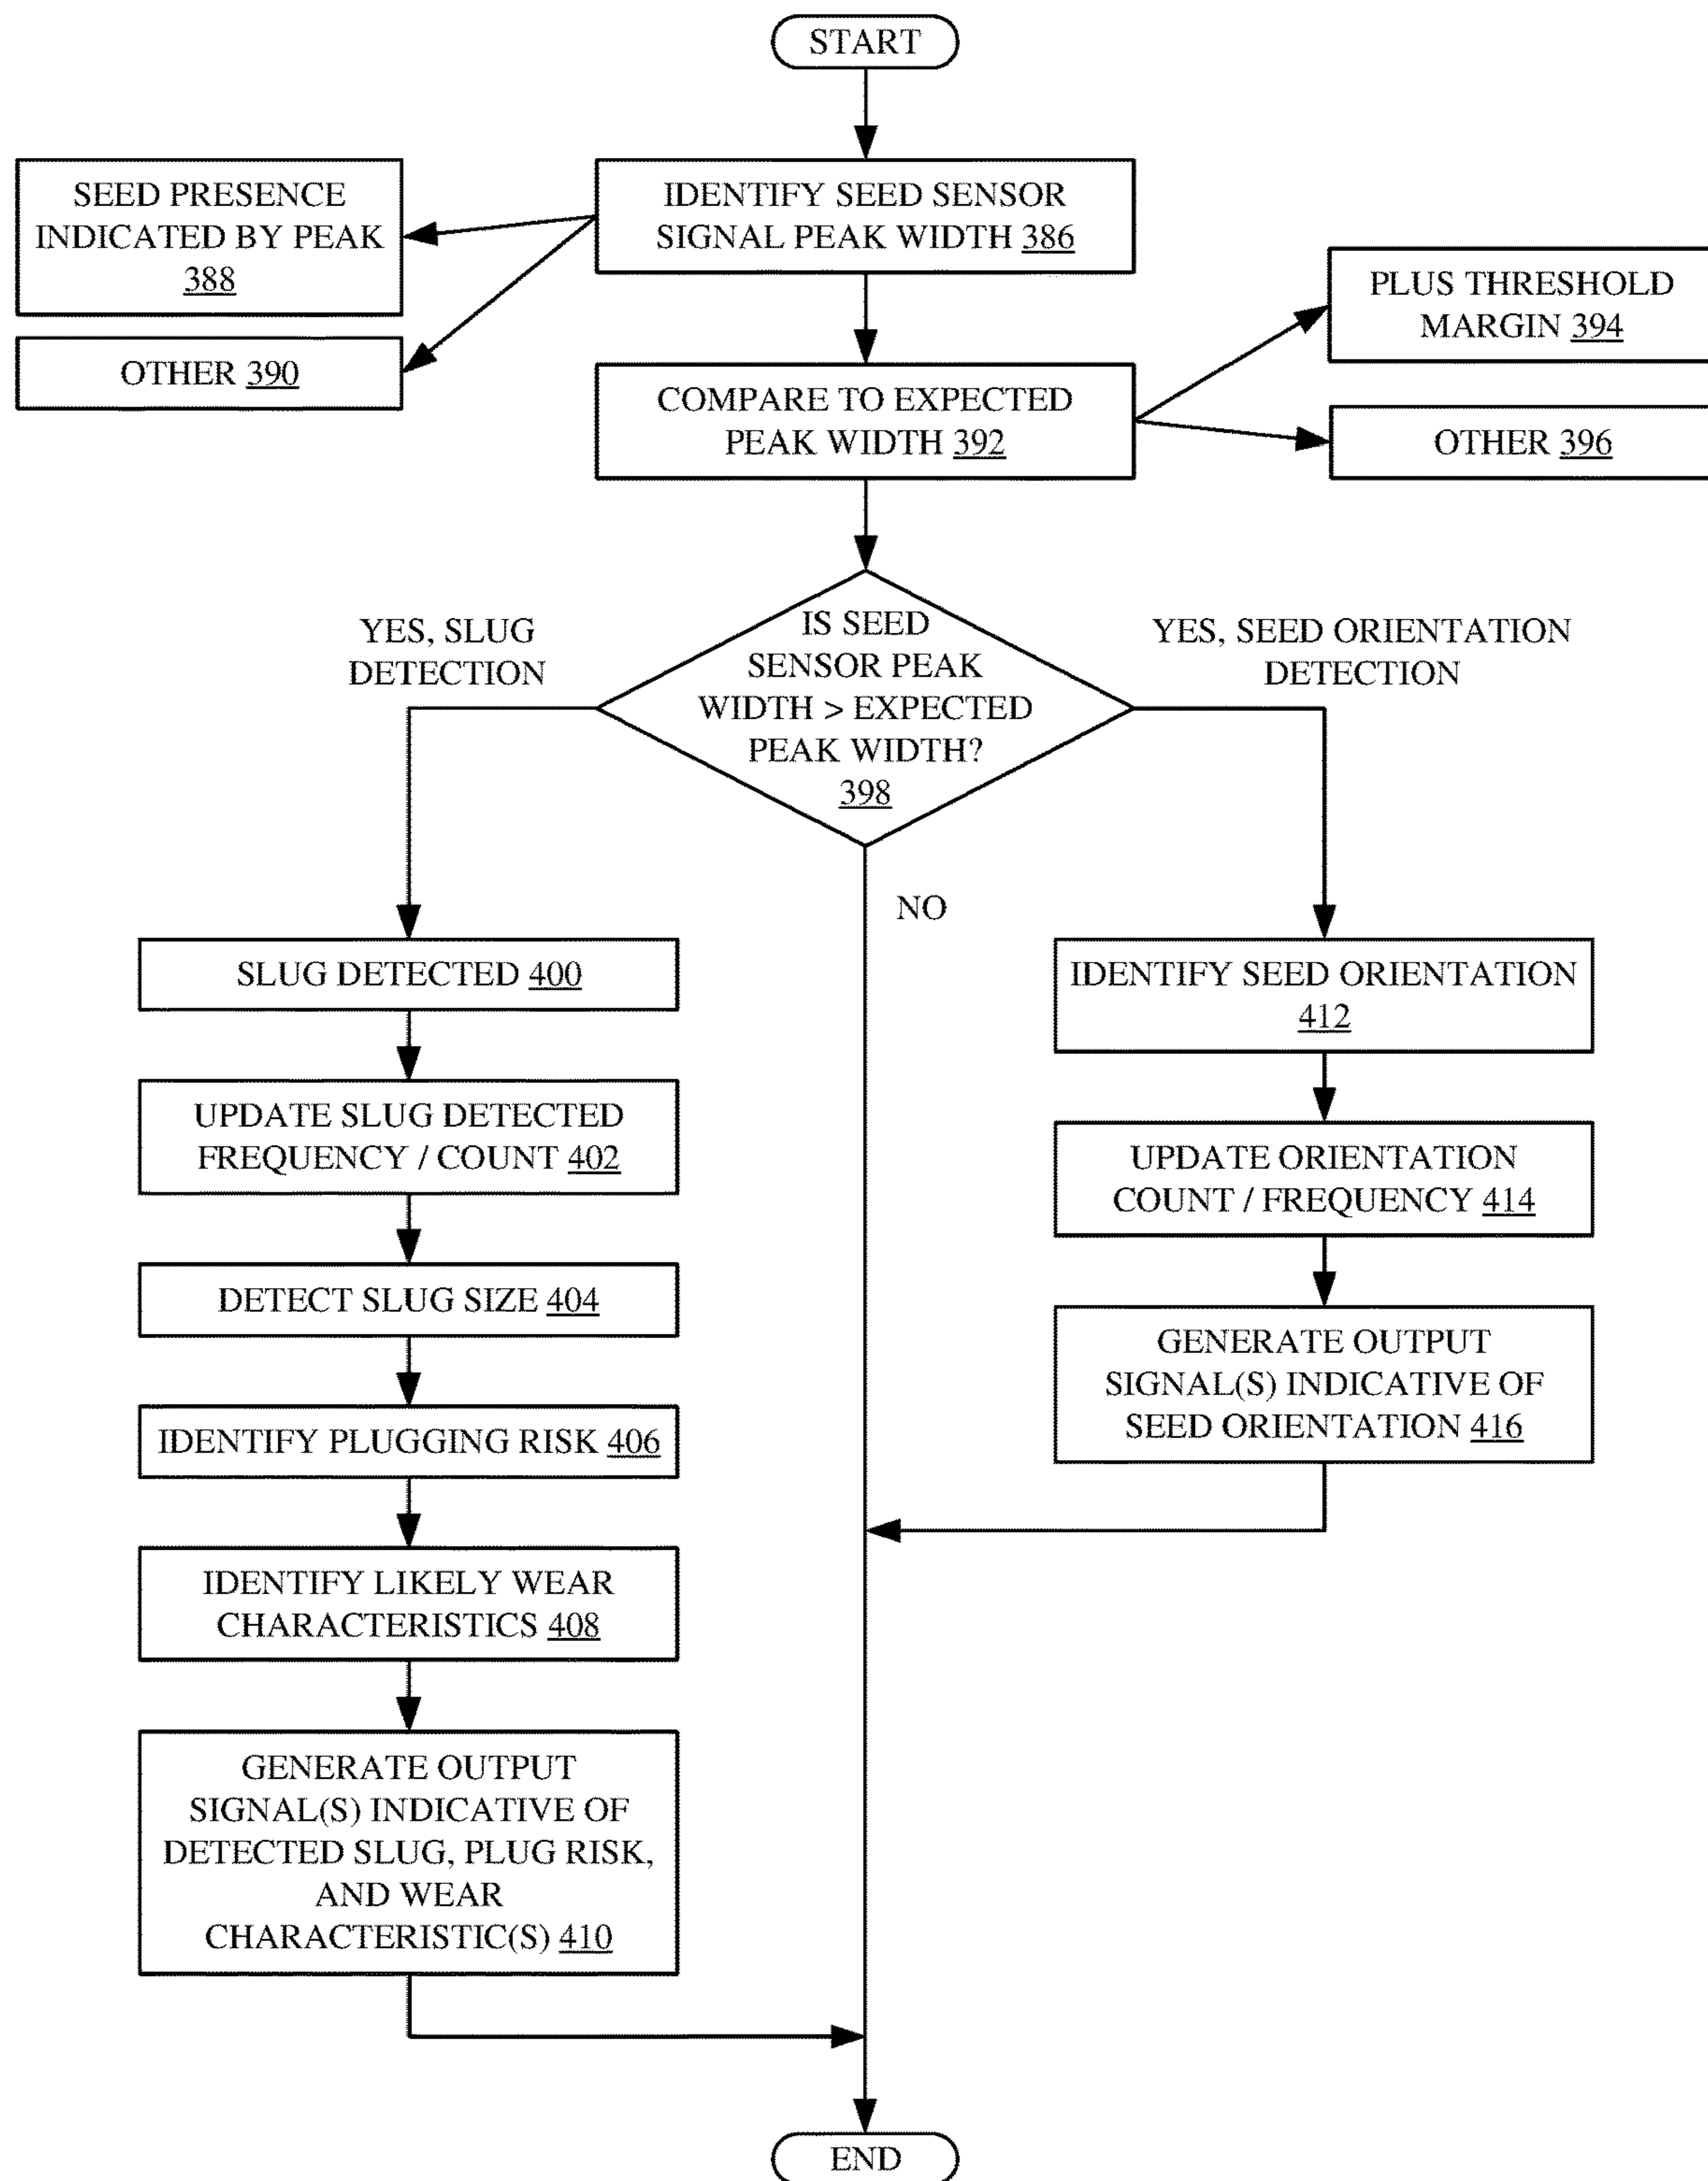 START
SEED PRESENCE
INDICATED BY PEAK
388
IDENTIFY SEED SENSOR
SIGNAL PEAK WIDTH 386
PLUS THRESHOLD
MARGIN 394
OTHER 390
COMPARE TO EXPECTED
PEAK WIDTH 392
OTHER 396
IS SEED
SENSOR PEAK
WIDTH > EXPECTED
PEAK WIDTH?
398
YES, SLUG
DETECTION
YES, SEED ORIENTATION
DETECTION
NO
SLUG DETECTED 400
UPDATE SLUG DETECTED
FREQUENCY / COUNT 402
DETECT SLUG SIZE 404
IDENTIFY PLUGGING RISK 406
IDENTIFY LIKELY WEAR
CHARACTERISTICS 408
GENERATE OUTPUT
SIGNAL(S) INDICATIVE OF
DETECTED SLUG, PLUG RISK,
AND WEAR
CHARACTERISTIC(S) 410
IDENTIFY SEED ORIENTATION
412
UPDATE ORIENTATION
COUNT / FREQUENCY 414
GENERATE OUTPUT
SIGNAL(S) INDICATIVE OF
SEED ORIENTATION 416
END